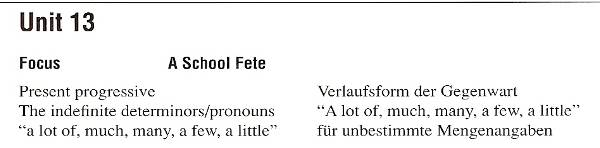 Unit 13
Focus A School Fete
Present progressive Verlaufsform der Gegenwart
The indefinite determinors/pronouns “A lot of, much, many, a few, a little”
“a lot of, much, many, a few, a little” für unbestimmte Mengenangaben